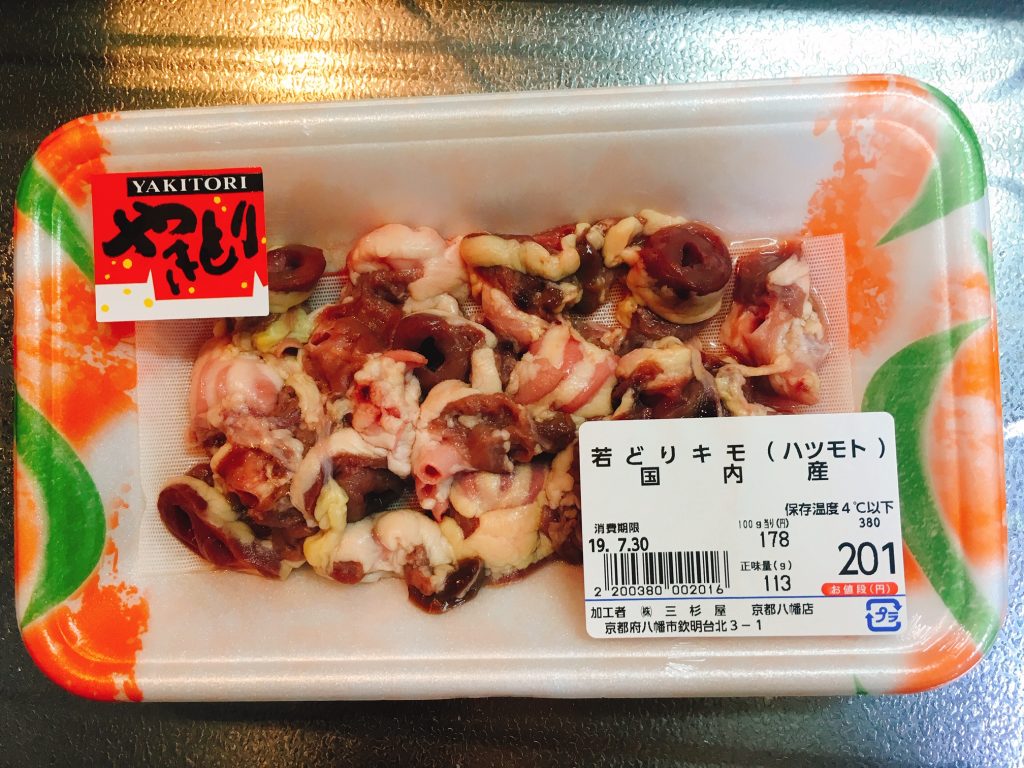 YAKITORI
やきとり
若どりキモ(ハツモト)
国内産
保存温度4℃以下
消費期限
100g当り(円)
380
19. 7.30
178
201
正味量(g)
お値段(円)
113
2 200380 002016
プラ
加工者 ㈱ 三杉屋 京都八幡店
京都府八幡市欽明台北3－1